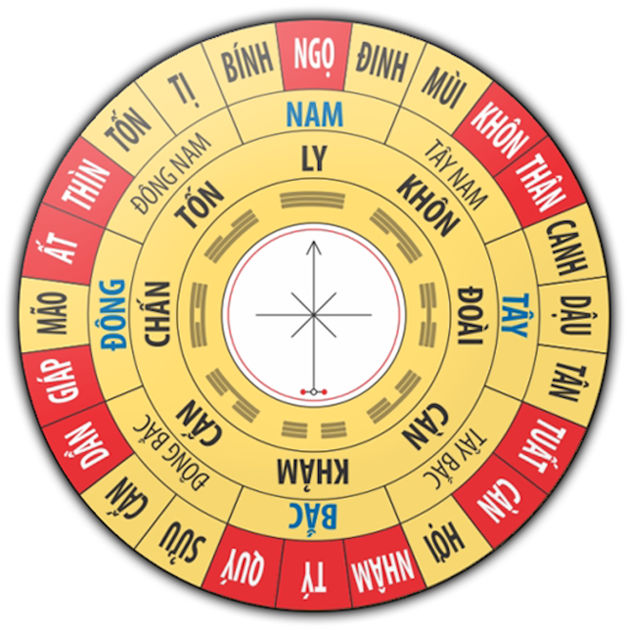 NGỌ
ĐINH
MÙI
KHÔN
THÂN
CANH
DẬU
TÂN
TUẤT
CÀN
HỢI
NHÂM
TÝ
QUÝ
SỬU
CẤN
DẦN
GIÁP
MÃO
ẤT
THÌN
TỐN
TỊ
BÍNH
NAM
TÂY NAM
TÂY
TÂY BẮC
BẮC
ĐÔNG BẮC
ĐÔNG
ĐÔNG NAM
LY
KHÔN
ĐOÀI
CÀN
KHẢM
CẤN
CHẤN
TỐN